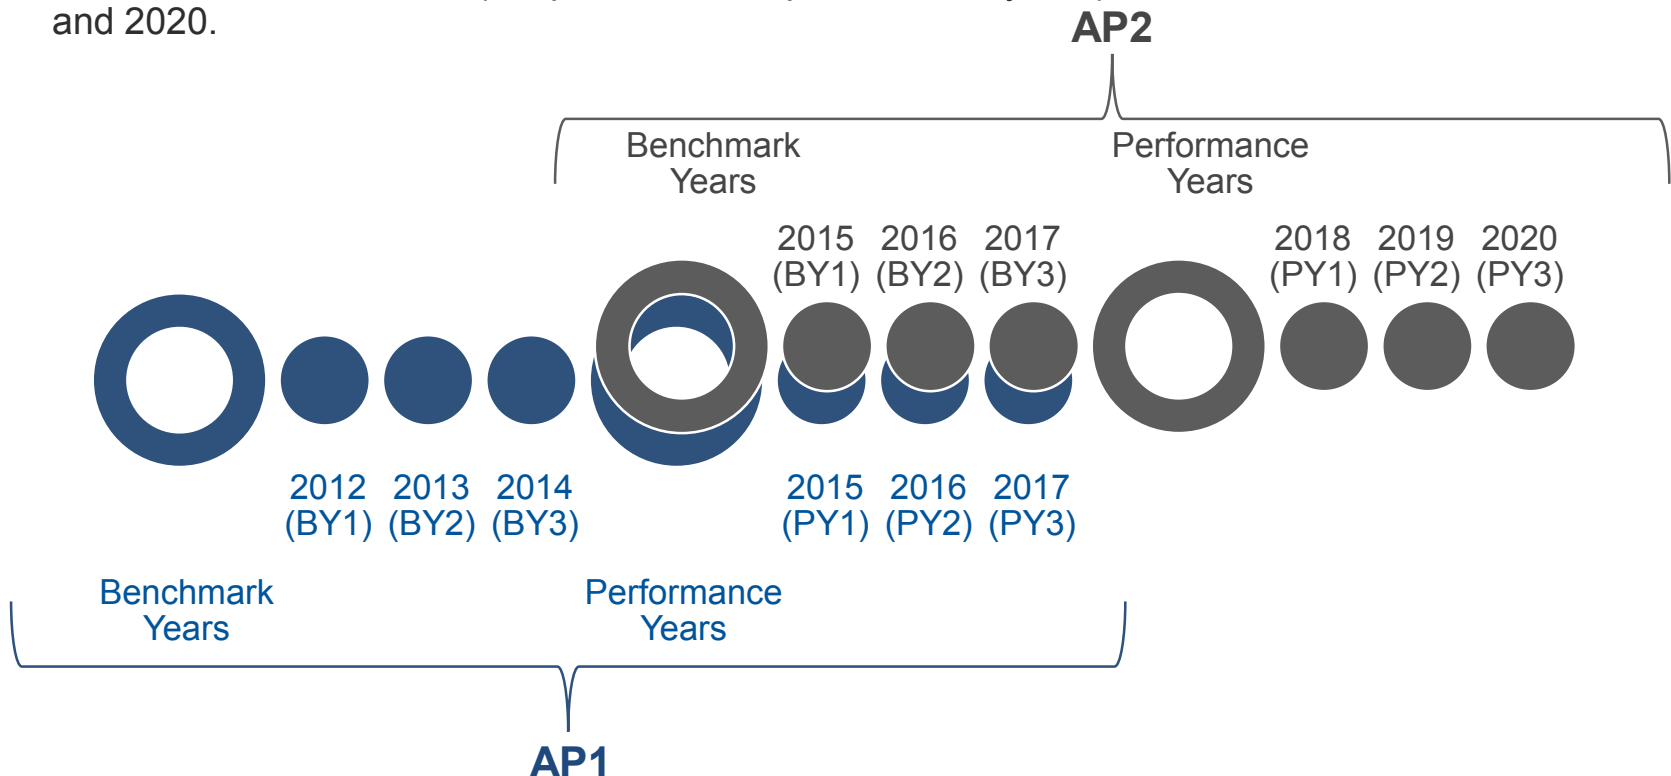 and 2020.
AP2
Benchmark
Years
Performance
Years
2015 2016 2017
(BY1) (BY2) (BY3)
2018 2019 2020
(PY1) (PY2) (PY3)
2012 2013 2014
(BY1) (BY2) (BY3)
2015 2016 2017
(PY1) (PY2) (PY3)
Benchmark
Years
Performance
Years
AP1